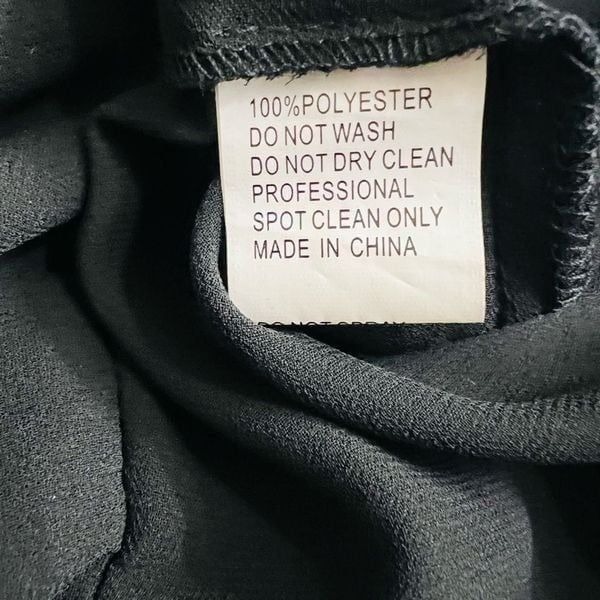 100%POLYESTER
DO NOT WASH
DO NOT DRY CLEAN
PROFESSIONAL
SPOT CLEAN ONLY
MADE IN CHINA